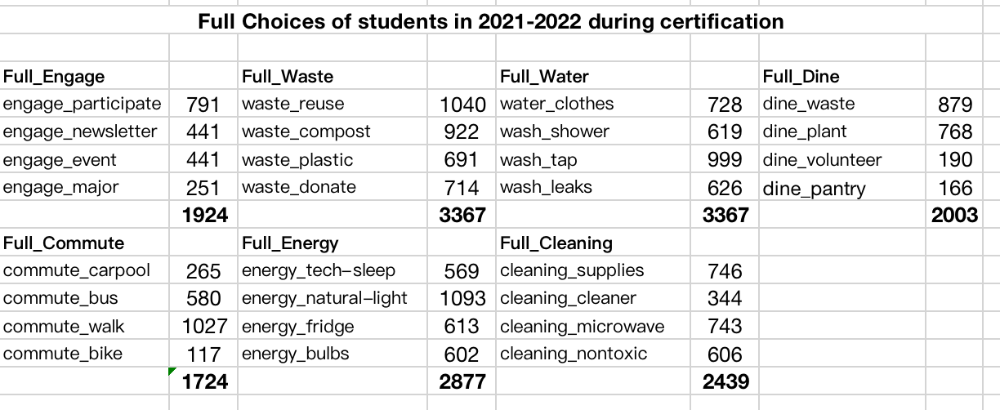 Full Choices of students in 2021-2022 during certification
Full_Engage Full_Waste Full_Water Full_Dine
engage_participate 791 waste_reuse 1040 water_clothes 728 dine_waste 879
engage_newsletter 441 waste_compost 922 wash_shower 619 dine_plant 768
engage_event 441 waste_plastic 691 wash_tap 999 dine_volunteer 190
engage_major 251 waste_donate 714 wash_leaks 626 dine_pantry 166
1924 3367 3367 2003
Full_Commute Full_Energy Full_Cleaning
commute_carpool 265 energy_tech–sleep 569 cleaning_supplies 746
commute_bus 580 energy_natural–light 1093 cleaning_cleaner 344
commute_walk 1027 energy_fridge 613 cleaning_microwave 743
commute_bike 117 energy_bulbs 602 cleaning_nontoxic 606
1724 2877 2439